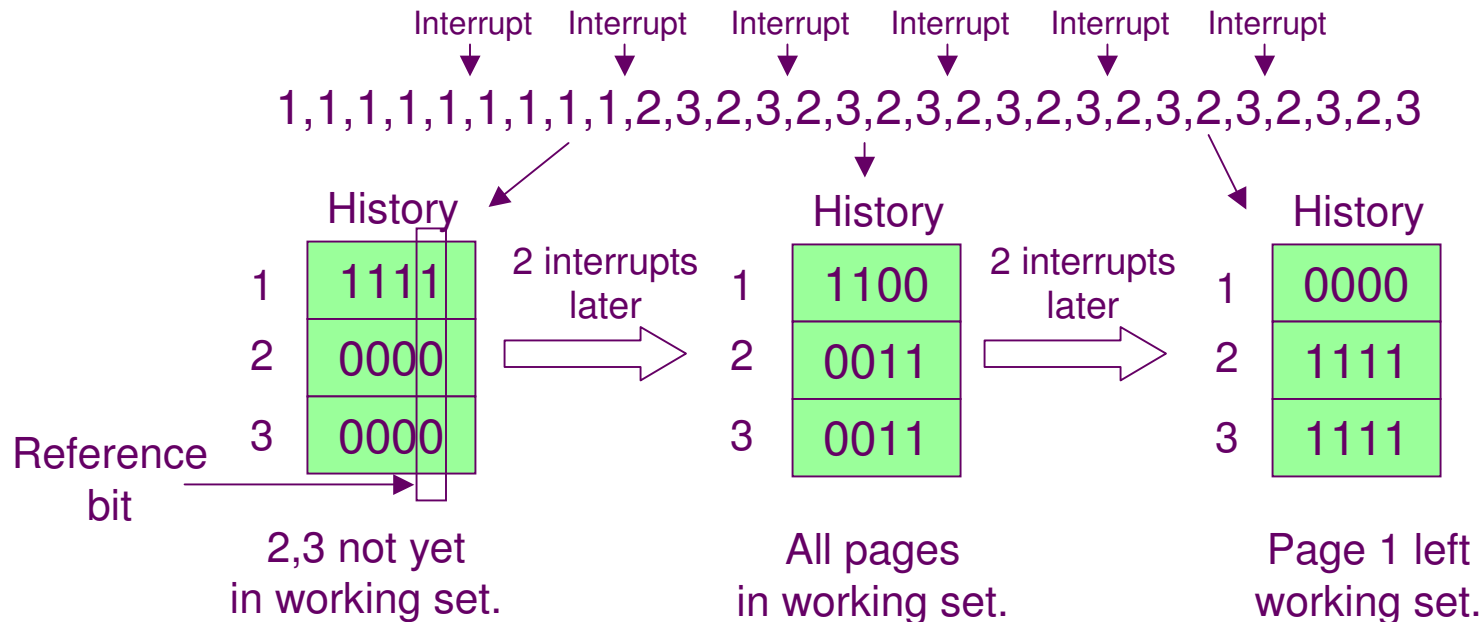 Interrupt Interrupt Interrupt Interrupt Interrupt Interrupt
1,1,1,1,1,1,1,1,1,2,3,2,3,2,3,2,3,2,3,2,3,2,3,2,3,2,3,2,3
History
1 1111
2 0000
3 0000
Reference
bit
2,3 not yet
in working set.
2 interrupts
later
History
1 1100
2 0011
3 0011
All pages
in working set.
2 interrupts
later
History
1 0000
2 1111
3 1111
Page 1 left
working set.